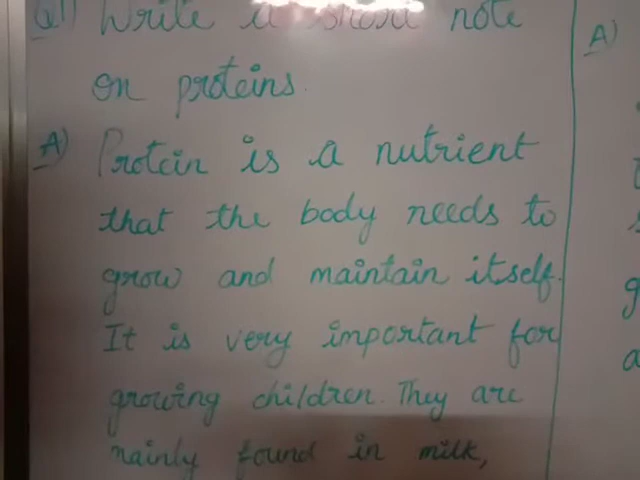 Q1) Write a short note
on proteins.
A) Protein is a nutrient
that the body needs to
grow and maintain itself.
It is very important for
growing children. They are
mainly found in milk,
A)